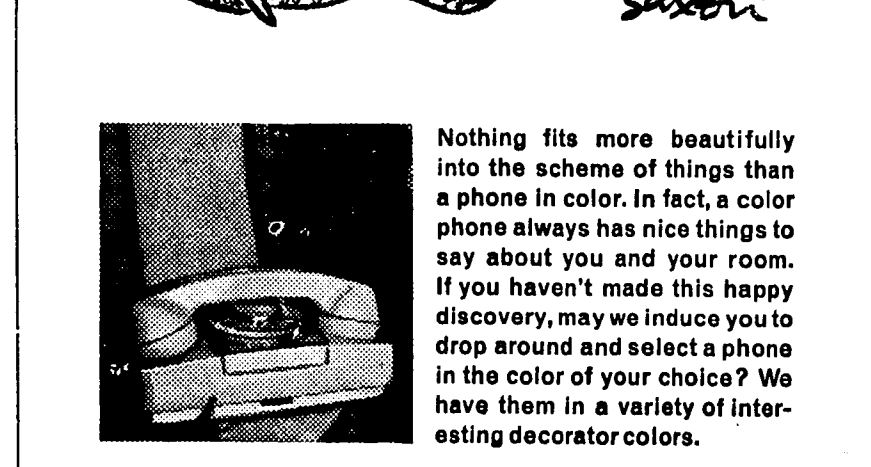 saxon
Nothing fits more beautifully
into the scheme of things than
a phone in color. In fact, a color
phone always has nice things to
say about you and your room.
If you haven't made this happy
discovery, may we induce you to
drop around and select a phone
in the color of your choice? We
have them in a variety of inter-
esting decorator colors.